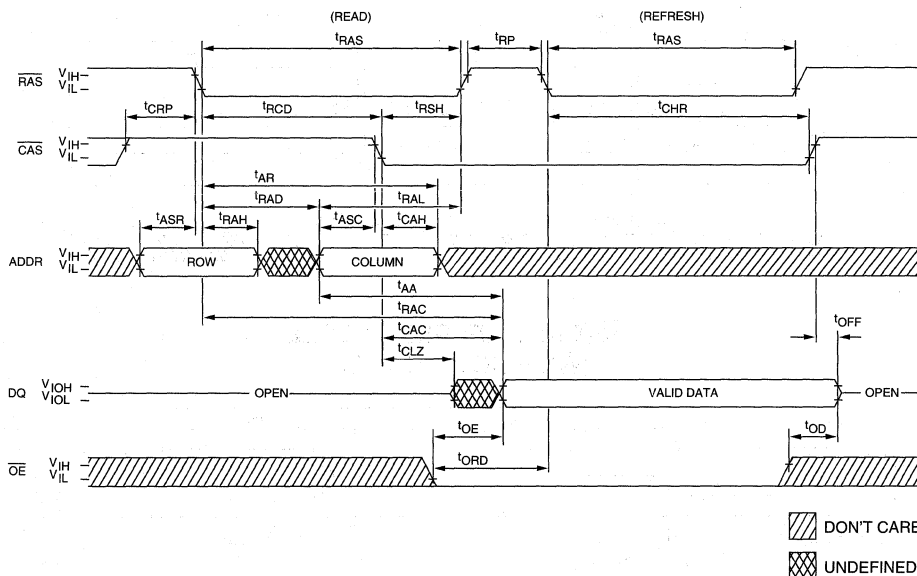 (READ) (REFRESH)
tRAS tRP tRAS
RAS VIH VIL
tCRP tRCD tRSH tCHR
CAS VIH VIL
tAR
tRAD tRAL
tASR tRAH tASC tCAH
ADDR VIH VIL ROW COLUMN
tAA
tRAC
tCAC tOFF
tCLZ
DQ VIOH VIOL OPEN VALID DATA OPEN
tOE tOD
OE VIH VIL tORD
DON'T CARE
UNDEFINED